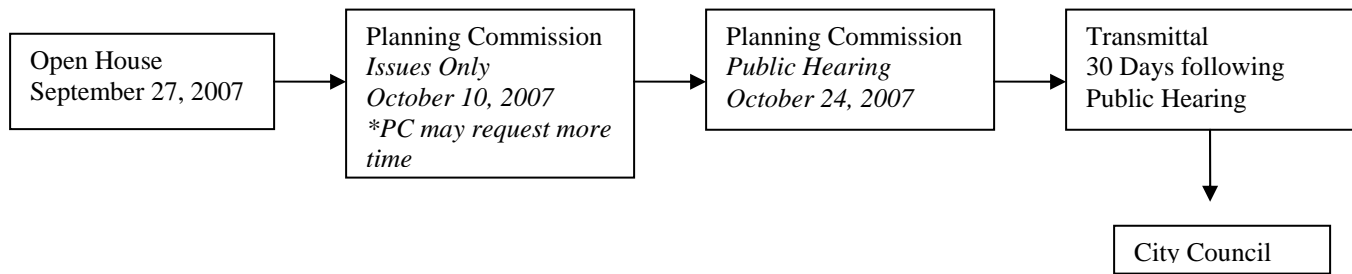 Open House
September 27, 2007
Planning Commission
Issues Only
October 10, 2007
*PC may request more
time
Planning Commission
Public Hearing
October 24, 2007
Transmittal
30 Days following
Public Hearing
City Council